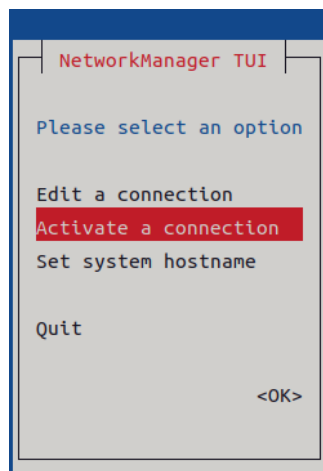 NetworkManager TUI
Please select an option
Edit a connection
Activate a connection
Set system hostname
Quit
<OK>